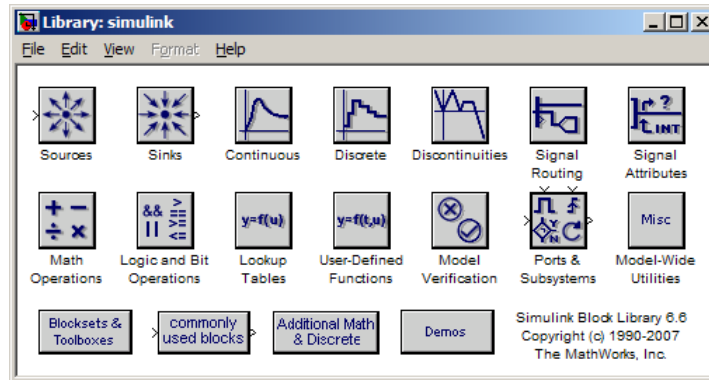 Library: simulink
File Edit View Format Help
Sources Sinks Continuous Discrete Discontinuities Signal Routing Signal Attributes
&& >
|| ==
>=
<=
y=f(u)
y=f(t,u)
Y
N
?
INT
Misc
Math Operations Logic and Bit Operations Lookup Tables User-Defined Functions Model Verification Ports & Subsystems Model-Wide Utilities
Blocksets & Toolboxes
commonly used blocks
Additional Math & Discrete
Demos
Simulink Block Library 6.6
Copyright (c) 1990-2007
The MathWorks, Inc.